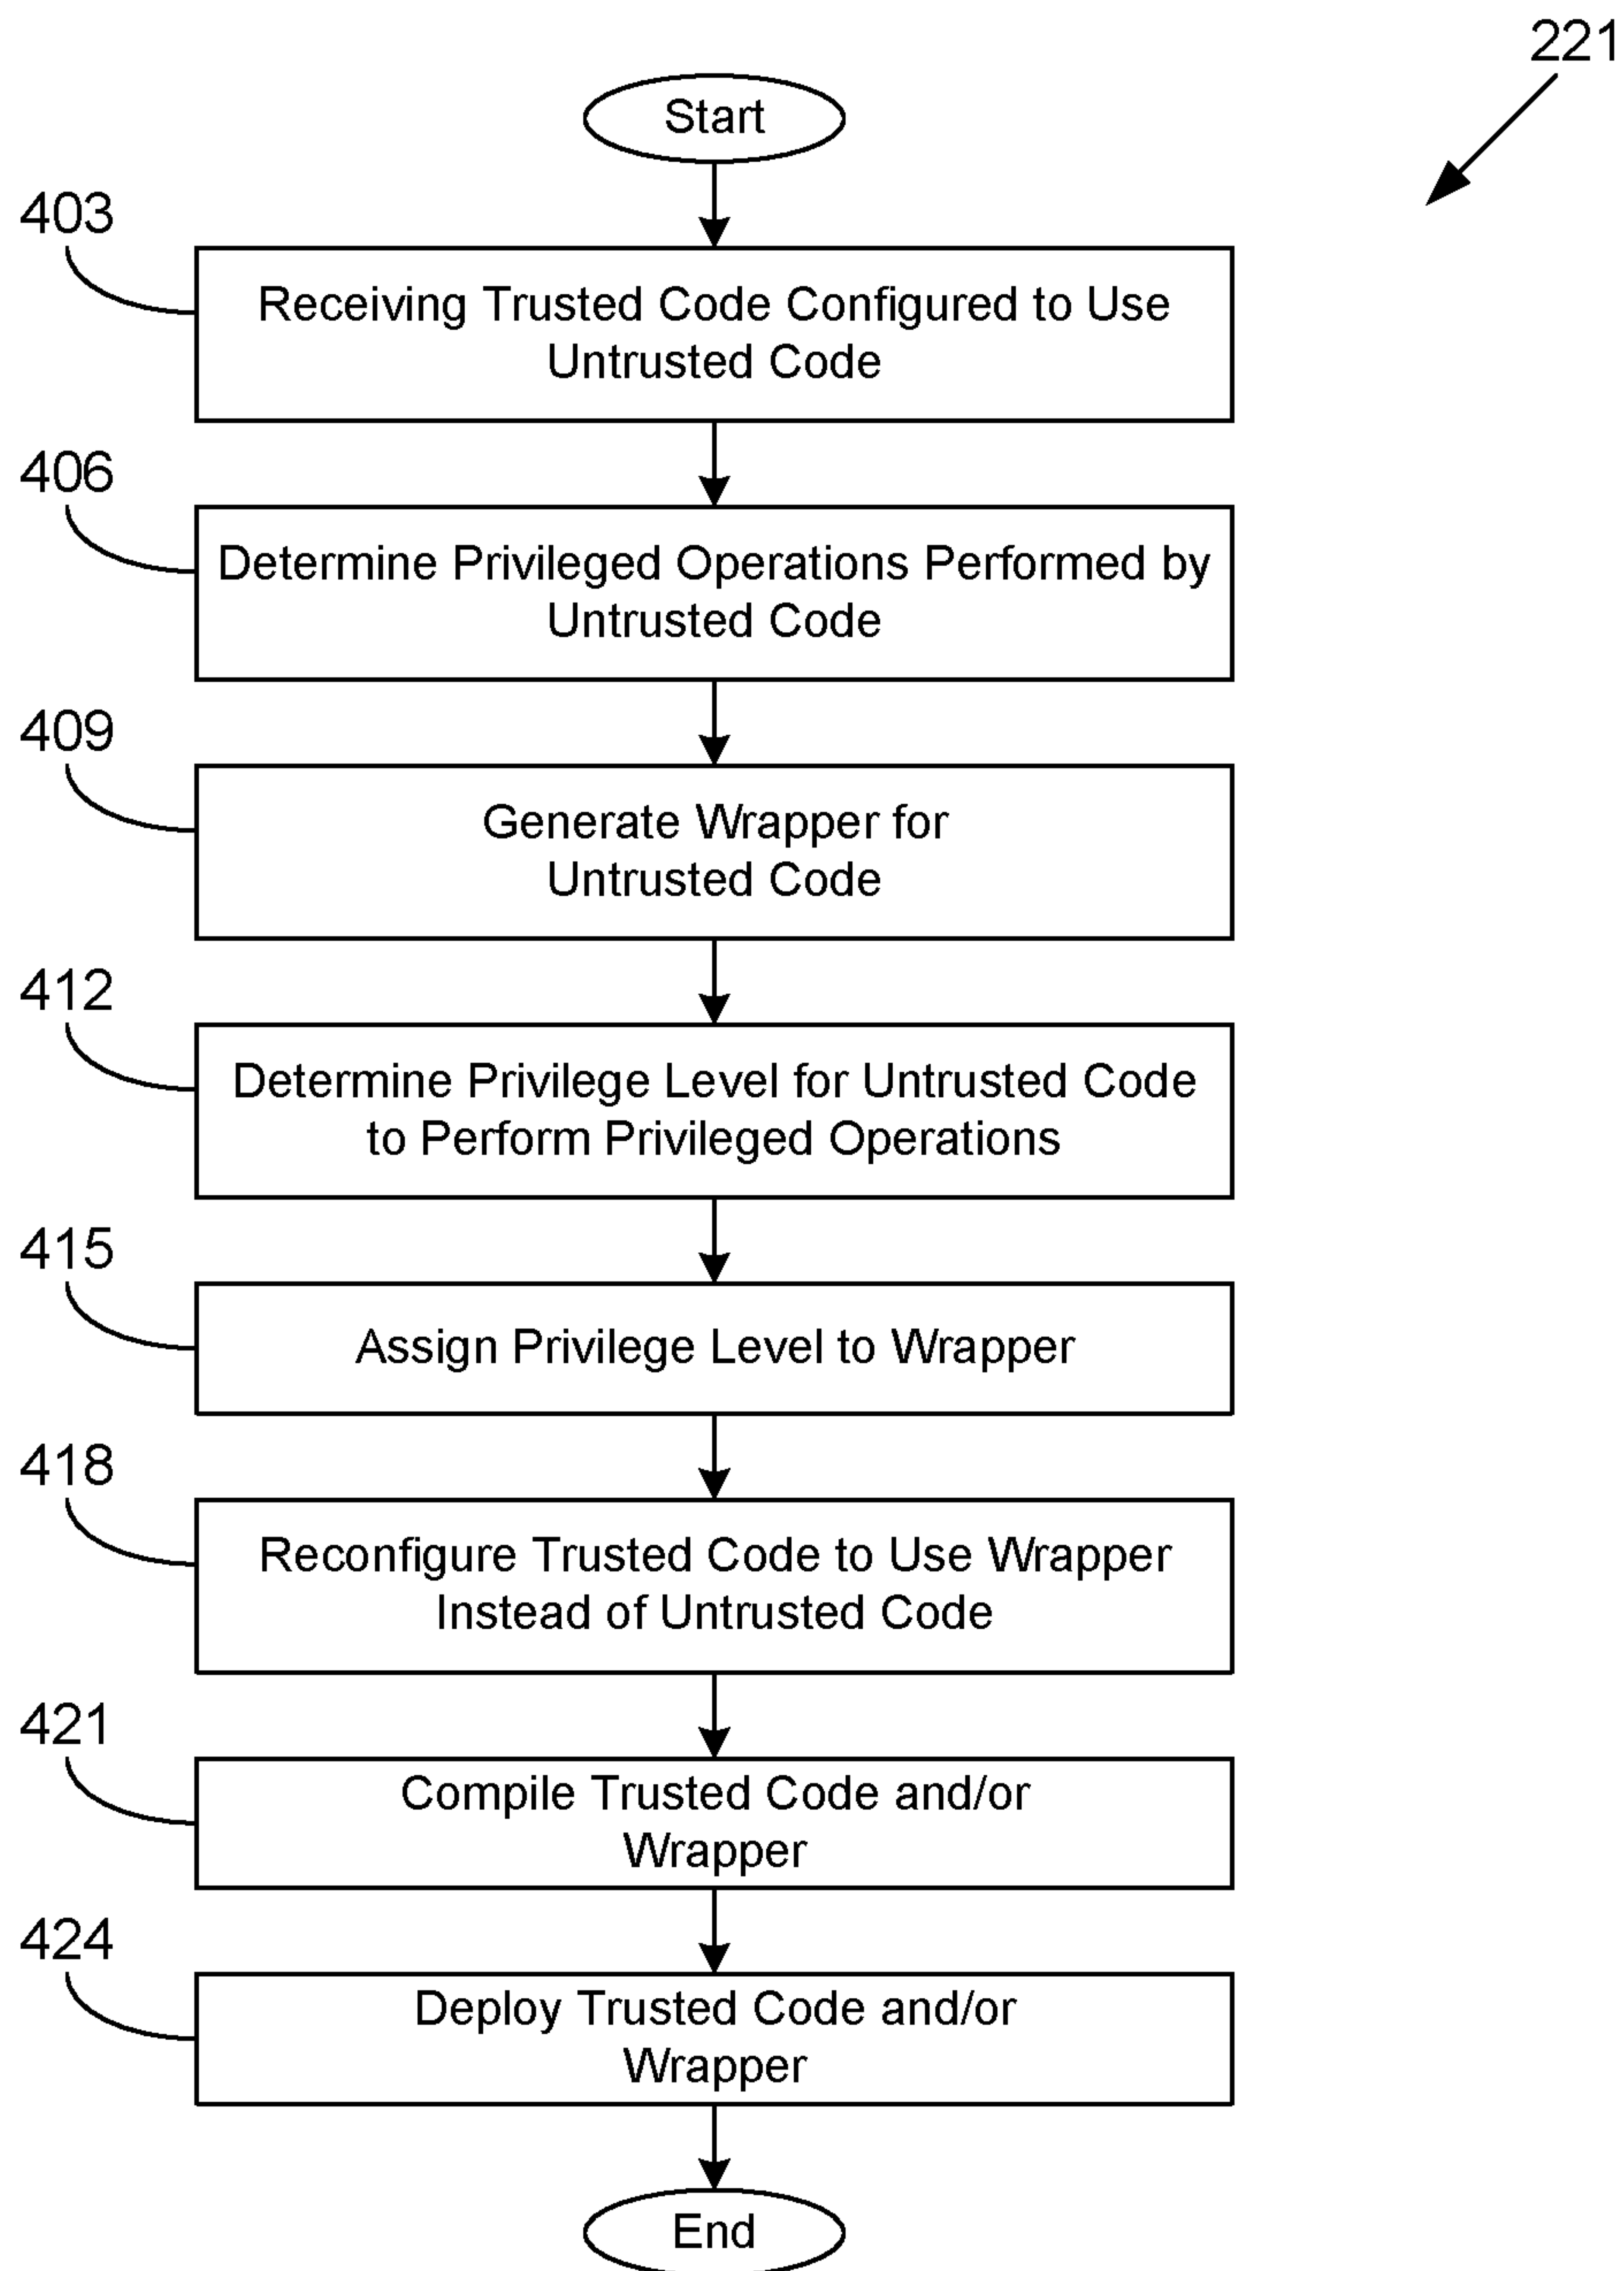 221
Start
403
Receiving Trusted Code Configured to Use
Untrusted Code
406
Determine Privileged Operations Performed by
Untrusted Code
409
Generate Wrapper for
Untrusted Code
412
Determine Privilege Level for Untrusted Code
to Perform Privileged Operations
415
Assign Privilege Level to Wrapper
418
Reconfigure Trusted Code to Use Wrapper
Instead of Untrusted Code
421
Compile Trusted Code and/or
Wrapper
424
Deploy Trusted Code and/or
Wrapper
End